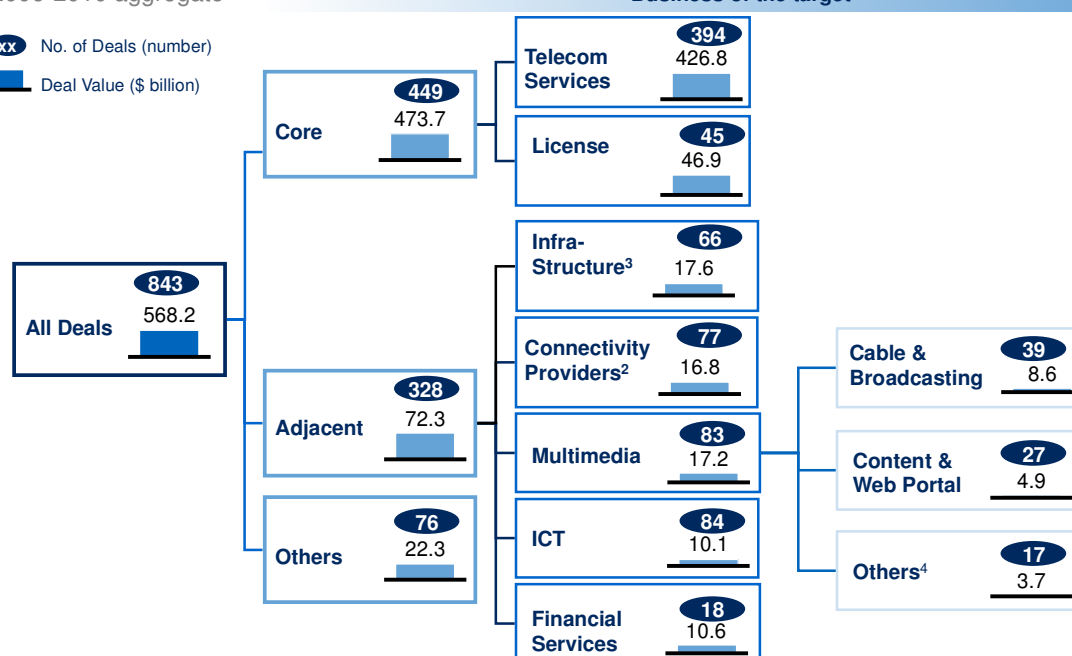 aggregate
xx No. of Deals (number)
Deal Value ($ billion)
All Deals
843
568.2
Core
449
473.7
Telecom
Services
394
426.8
License
45
46.9
Adjacent
328
72.3
Infra-
Structure³
66
17.6
Connectivity
Providers²
77
16.8
Multimedia
83
17.2
Cable &
Broadcasting
39
8.6
Content &
Web Portal
27
4.9
Others⁴
17
3.7
ICT
84
10.1
Financial
Services
18
10.6
Others
76
22.3